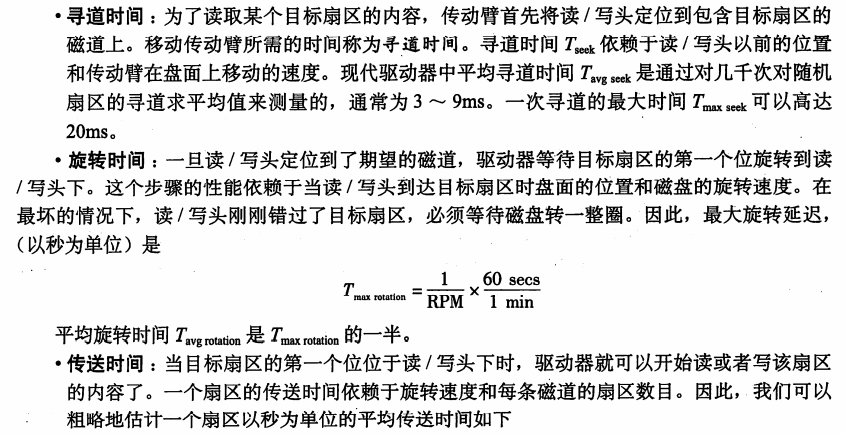 • 寻道时间：为了读取某个目标扇区的内容，传动臂首先将读 / 写头定位到包含目标扇区的
磁道上。移动传动臂所需的时间称为寻道时间。寻道时间 Tseek 依赖于读 / 写头以前的位置
和传动臂在盘面上移动的速度。现代驱动器中平均寻道时间 Tavg seek 是通过对几千次对随机
扇区的寻道求平均值来测量的，通常为 3 ～ 9ms。一次寻道的最大时间 Tmax seek 可以高达
20ms。
• 旋转时间：一旦读 / 写头定位到了期望的磁道，驱动器等待目标扇区的第一个位旋转到读
/ 写头下。这个步骤的性能依赖于当读 / 写头到达目标扇区时盘面的位置和磁盘的旋转速度。在
最坏的情况下，读 / 写头刚刚错过了目标扇区，必须等待磁盘转一整圈。因此，最大旋转延迟，
（以秒为单位）是
Tmax rotation = 1/RPM × 60 secs/1 min
平均旋转时间 Tavg rotation 是 Tmax rotation 的一半。
• 传送时间：当目标扇区的第一个位位于读 / 写头下时，驱动器就可以开始读或者写该扇区
的内容了。一个扇区的传送时间依赖于旋转速度和每条磁道的扇区数目。因此，我们可以
粗略地估计一个扇区以秒为单位的平均传送时间如下